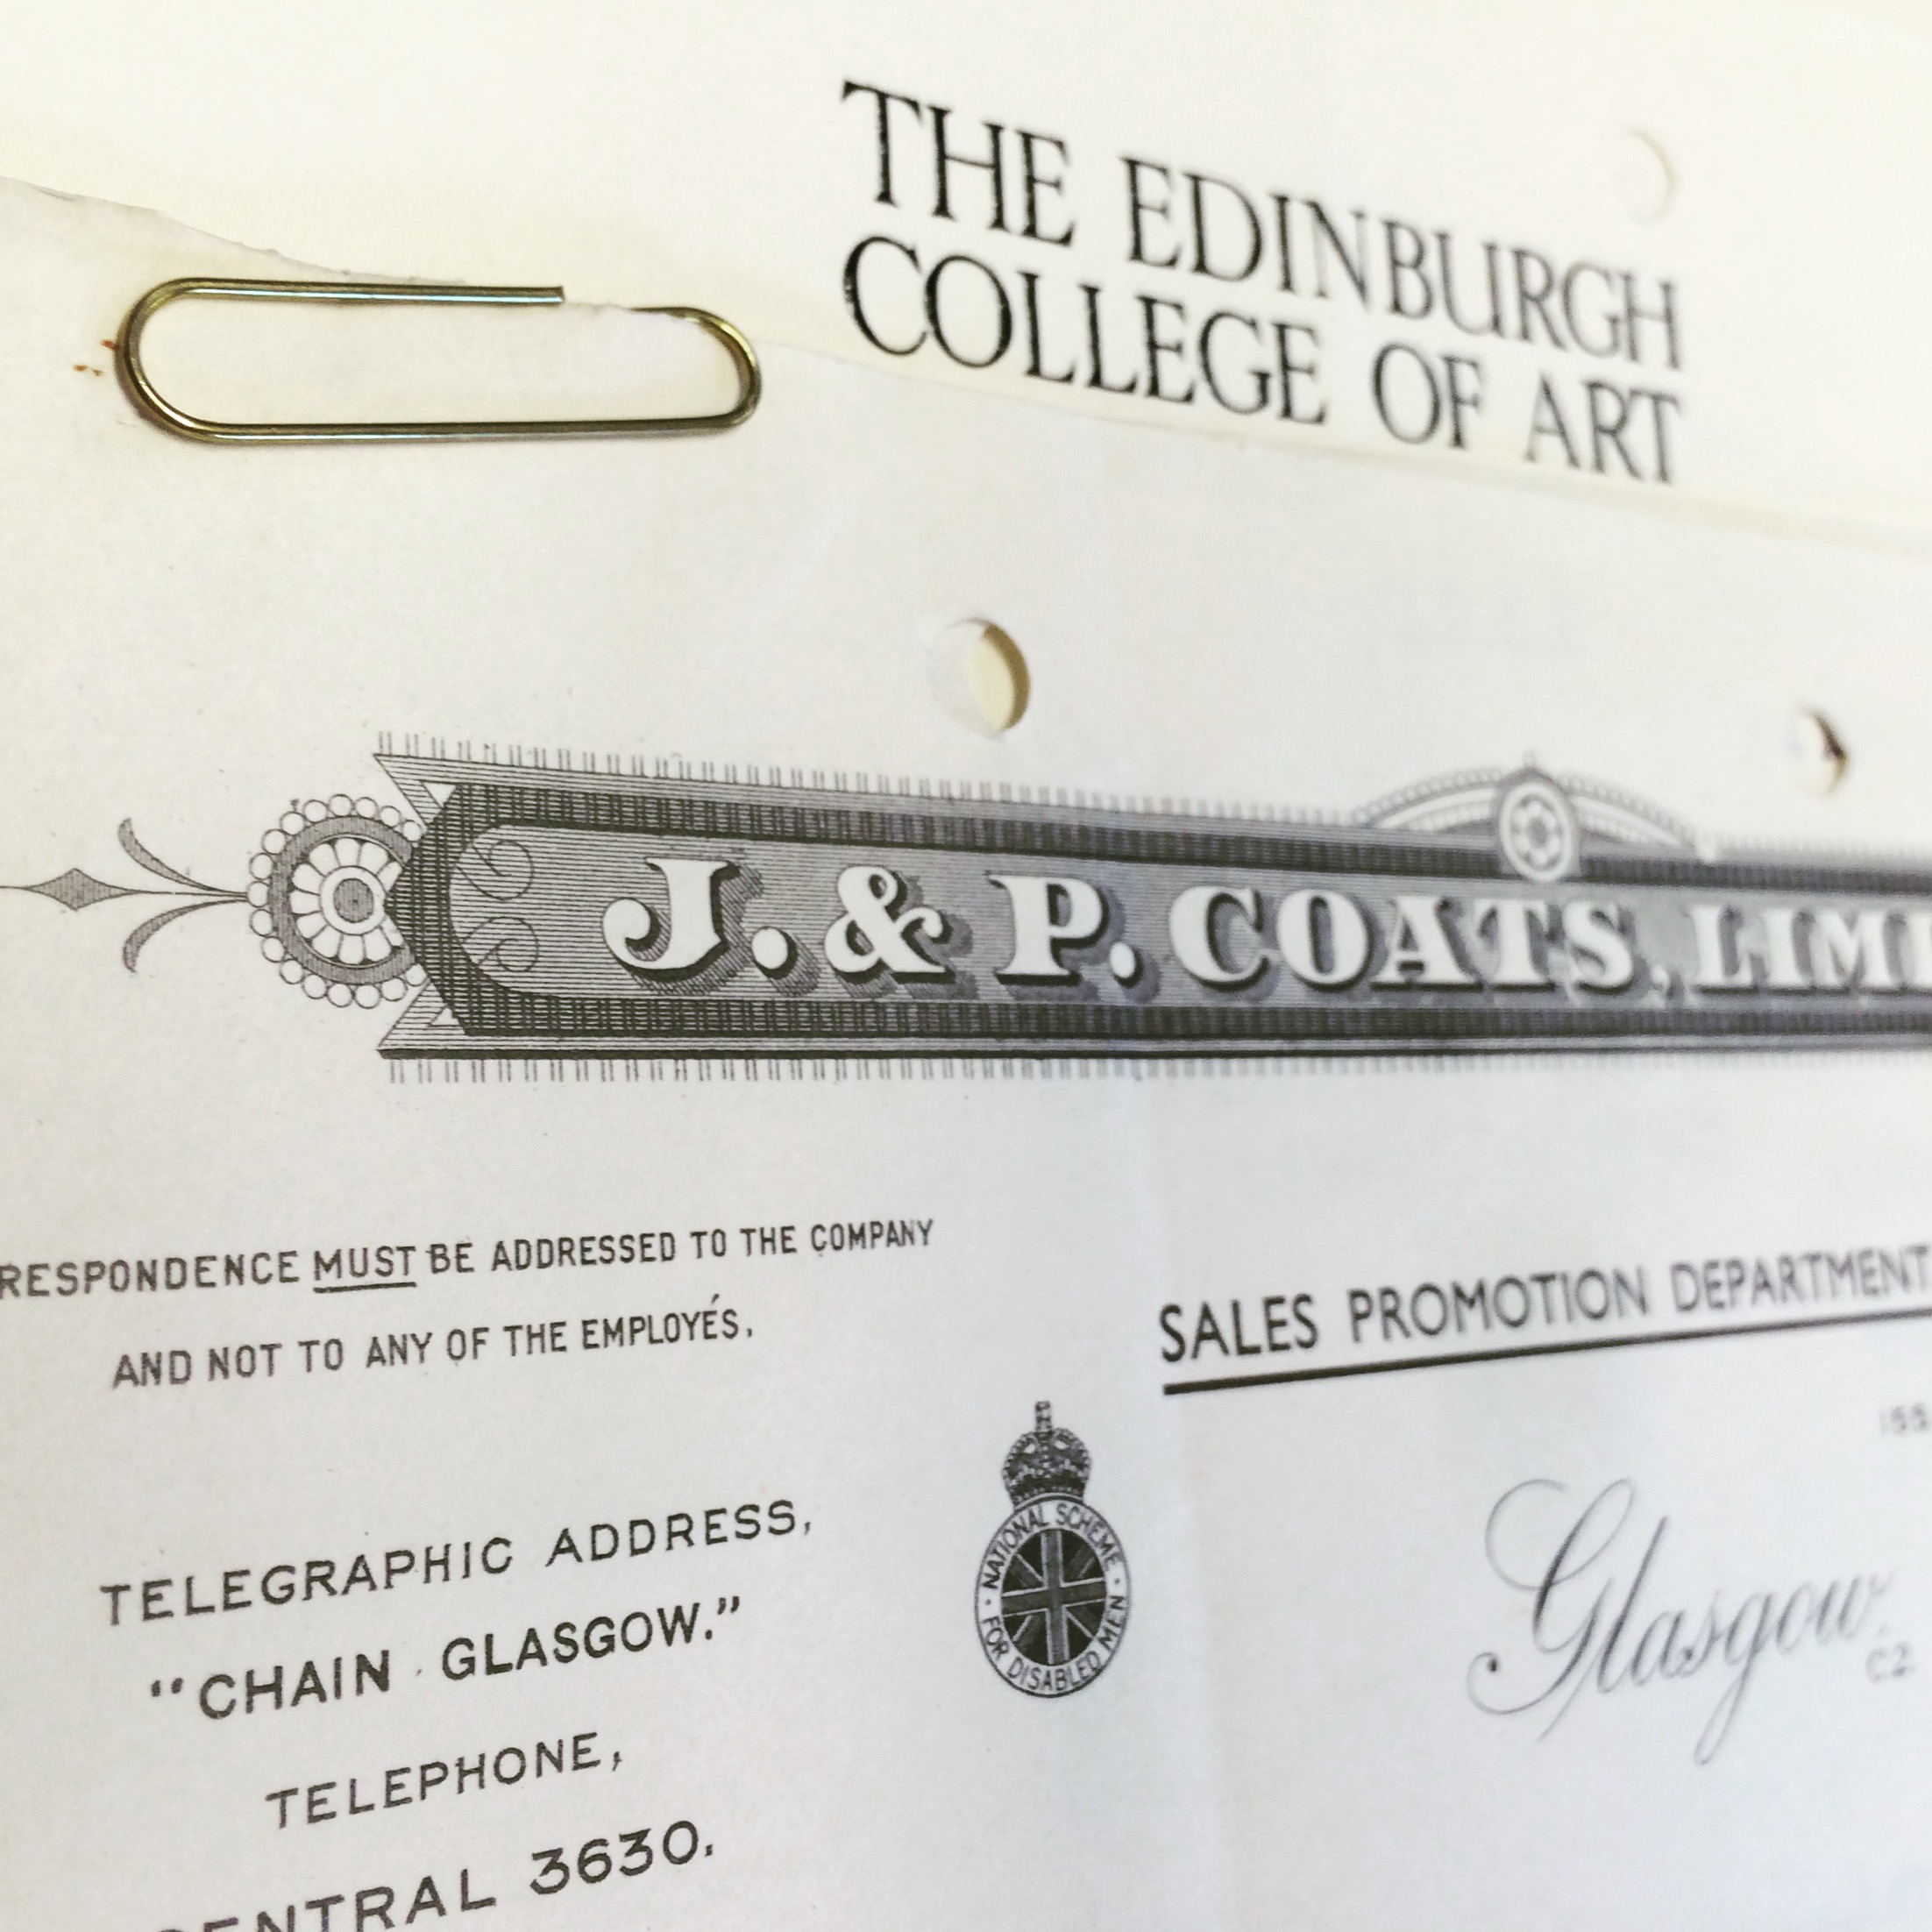 THE EDINBURGH
COLLEGE OF ART
J. & P. COATS, LIMI
RESPONDENCE MUST BE ADDRESSED TO THE COMPANY
AND NOT TO ANY OF THE EMPLOYÉS.
SALES PROMOTION DEPARTMENT
155
TELEGRAPHIC ADDRESS,
"CHAIN GLASGOW."
NATIONAL SCHEME
· FOR DISABLED MEN ·
Glasgow.
C2
TELEPHONE,
ENTRAL 3630.